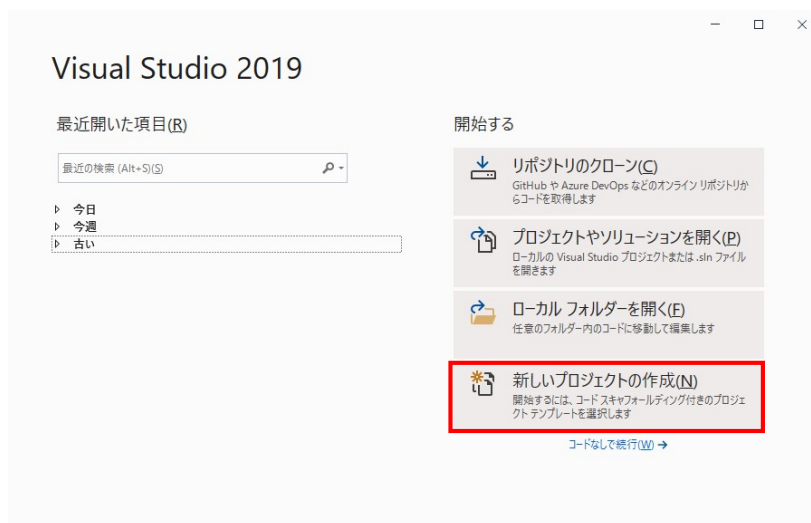 Visual Studio 2019
最近開いた項目(R)
最近の検索 (Alt+S)(S)
今日
今週
古い
開始する
リポジトリのクローン(C)
GitHub や Azure DevOps などのオンライン リポジトリか
らコードを取得します
プロジェクトやソリューションを開く(P)
ローカルの Visual Studio プロジェクトまたは .sln ファイル
を開きます
ローカル フォルダーを開く(F)
任意のフォルダー内のコードに移動して編集します
新しいプロジェクトの作成(N)
開始するには、コード スキャフォールディング付きのプロジェ
クト テンプレートを選択します
コードなしで続行(W) →